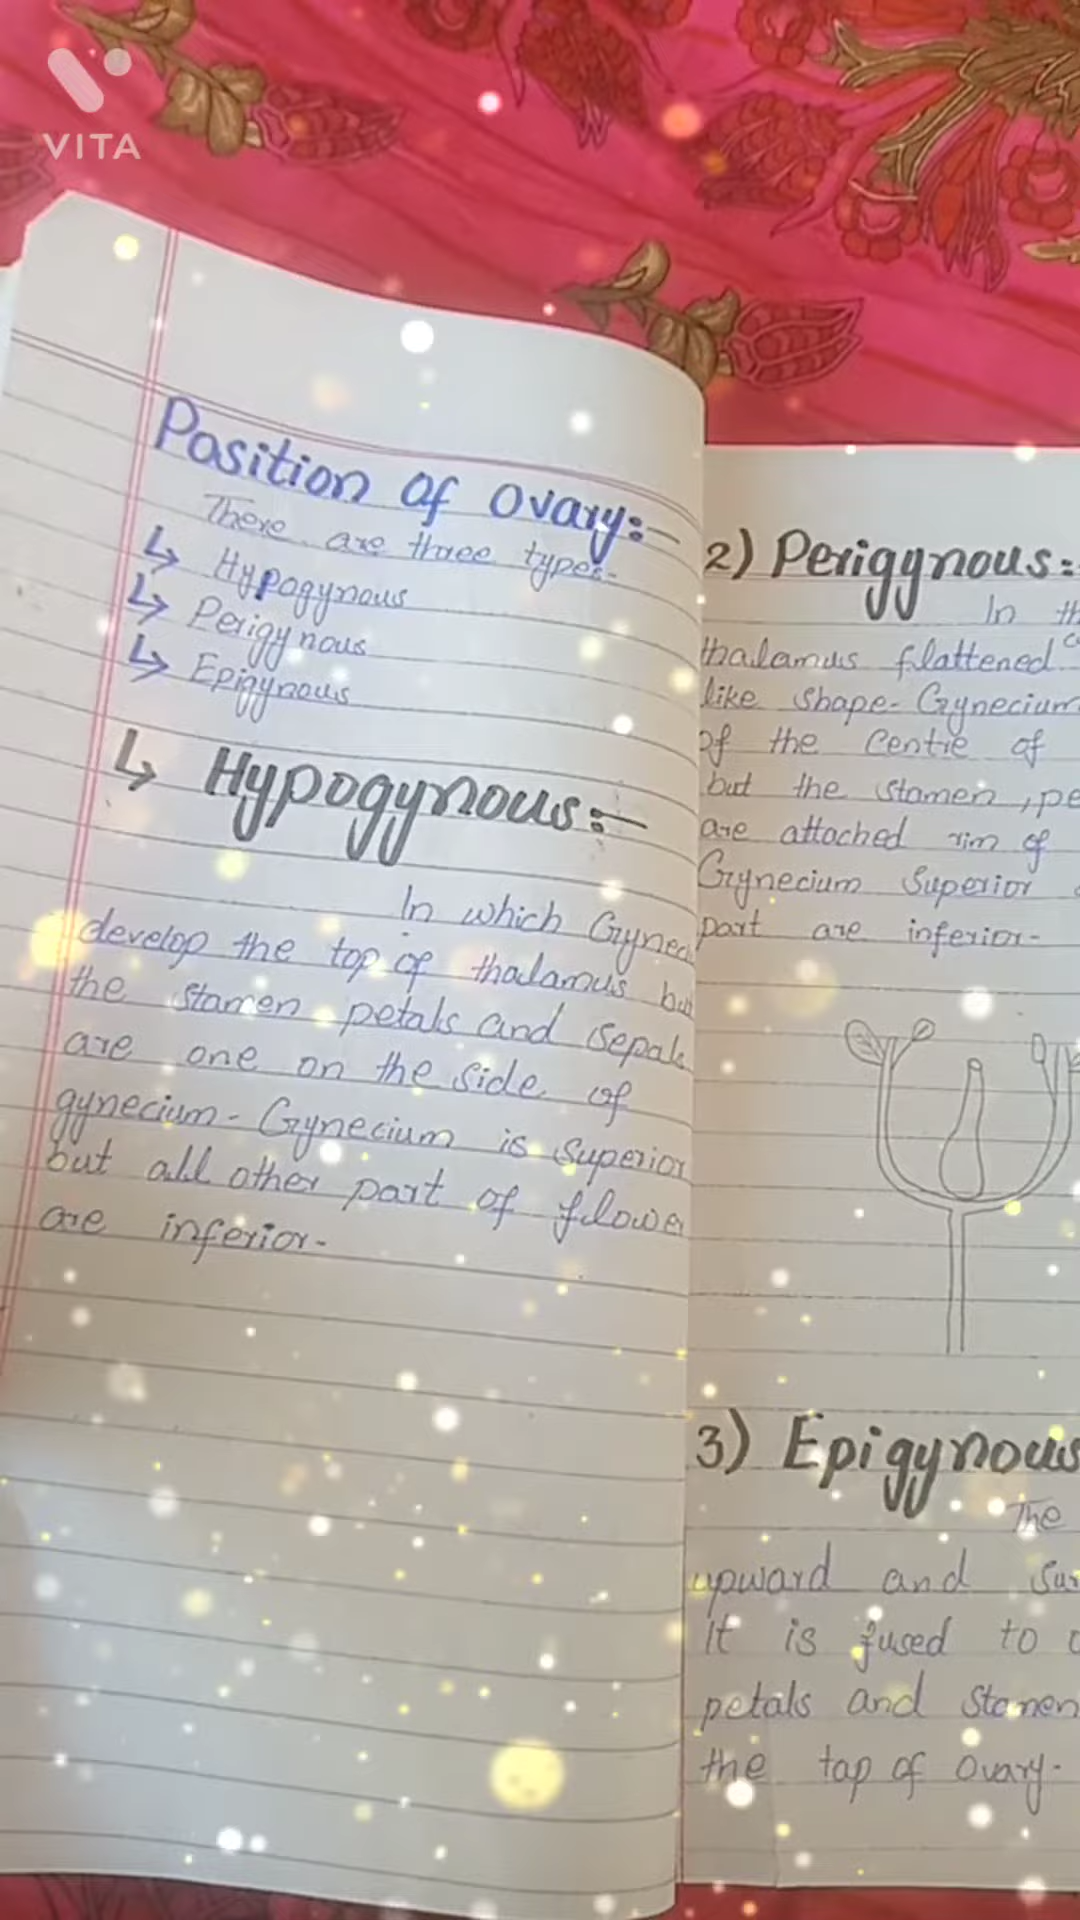 VITA
Position Of Ovary:-
There are three types-
↳ Hypogynous
↳ Perigynous
↳ Epigynous
↳ Hypogynous:-
In which Gynec
develop the top of thalamus but
the stamen petals and sepals
are one on the side of
gynecium- Gynecium is Superior
but all other part of flower
are inferior-
2) Perigynous:
In th
thalamus flattened
like shape- Gynecium
of the Centre of
but the stamen, pe
are attached rim of
Gynecium Superior
part are inferior-
3) Epigynous
The
upward and Sur
It is fused to
petals and Stamen
the top of Ovary-